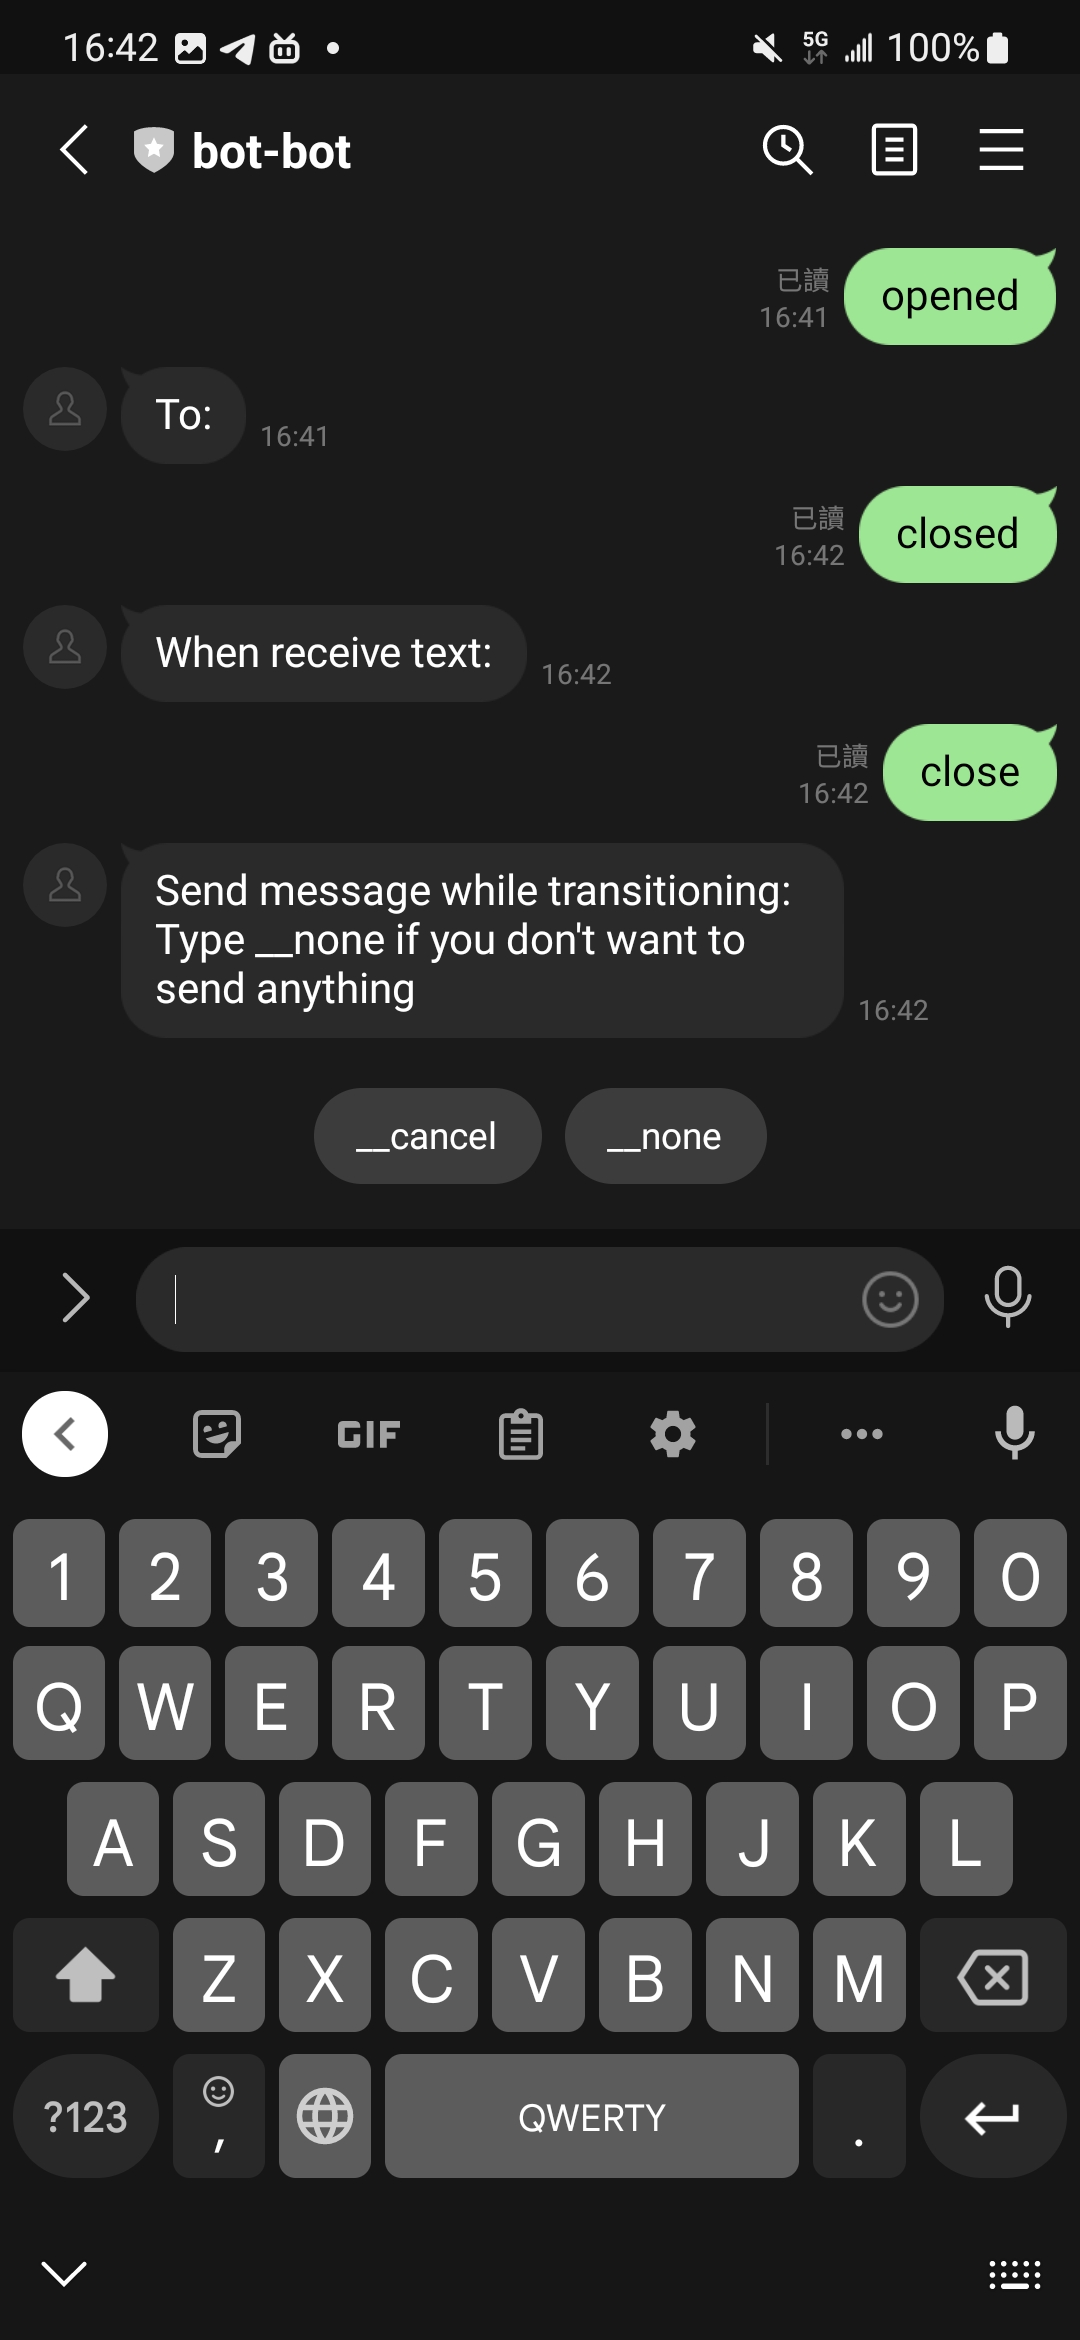 16:42
5G
100%
bot-bot
opened
已讀
16:41
To:
16:41
closed
已讀
16:42
When receive text:
16:42
close
已讀
16:42
Send message while transitioning:
Type __none if you don't want to
send anything
16:42
__cancel
__none
GIF
1 2 3 4 5 6 7 8 9 0
Q W E R T Y U I O P
A S D F G H J K L
Z X C V B N M
?123 , QWERTY .